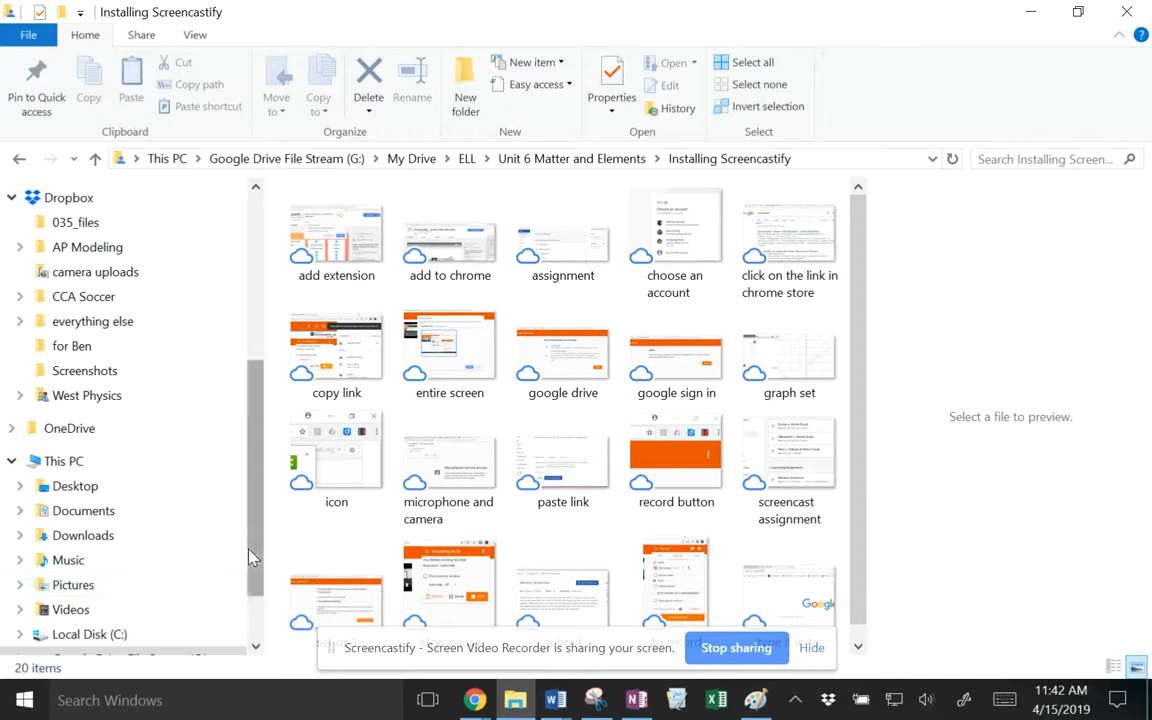 Installing Screencastify
File Home Share View
Pin to Quick access
Copy
Paste
Cut
Copy path
Paste shortcut
Clipboard
Move to
Copy to
Delete
Rename
Organize
New folder
New item
Easy access
New
Properties
Open
Edit
History
Open
Select all
Select none
Invert selection
Select
This PC > Google Drive File Stream (G:) > My Drive > ELL > Unit 6 Matter and Elements > Installing Screencastify
Search Installing Screen...
Dropbox
035_files
AP Modeling
camera uploads
CCA Soccer
everything else
for Ben
Screenshots
West Physics
OneDrive
This PC
Desktop
Documents
Downloads
Music
Pictures
Videos
Local Disk (C:)
add extension
add to chrome
assignment
choose an account
click on the link in chrome store
copy link
entire screen
google drive
google sign in
graph set
icon
microphone and camera
paste link
record button
screencast assignment
Google
Select a file to preview.
Screencastify - Screen Video Recorder is sharing your screen.
Stop sharing
Hide
20 items
Search Windows
11:42 AM
4/15/2019